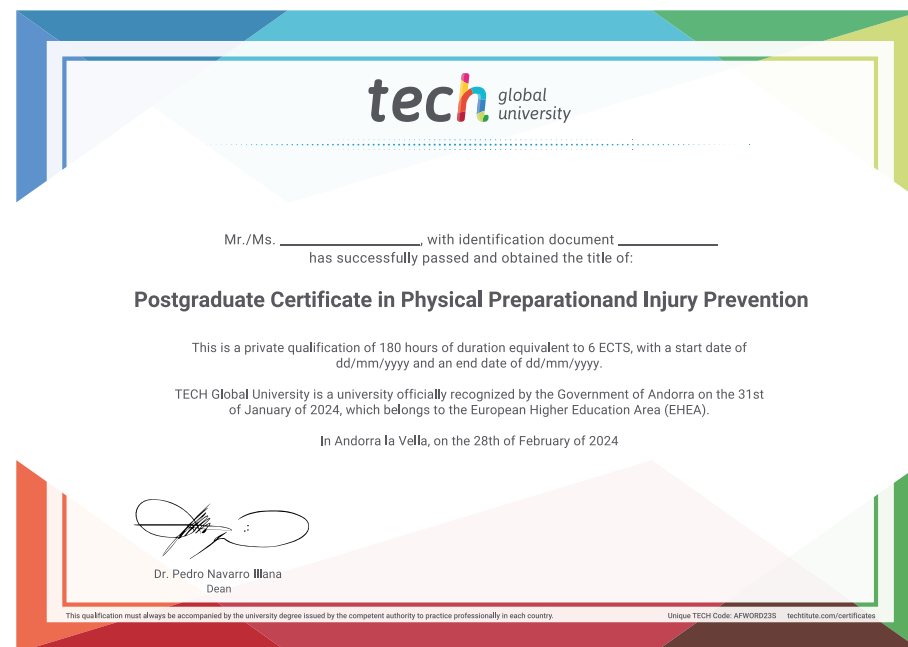 tech global
university
Mr./Ms. ____________________, with identification document ______________
has successfully passed and obtained the title of:
Postgraduate Certificate in Physical Preparationand Injury Prevention
This is a private qualification of 180 hours of duration equivalent to 6 ECTS, with a start date of
dd/mm/yyyy and an end date of dd/mm/yyyy.
TECH Global University is a university officially recognized by the Government of Andorra on the 31st
of January of 2024, which belongs to the European Higher Education Area (EHEA).
In Andorra la Vella, on the 28th of February of 2024
Dr. Pedro Navarro Illana
Dean
This qualification must always be accompanied by the university degree issued by the competent authority to practice professionally in each country. Unique TECH Code: AFWORD23S techtitute.com/certificates